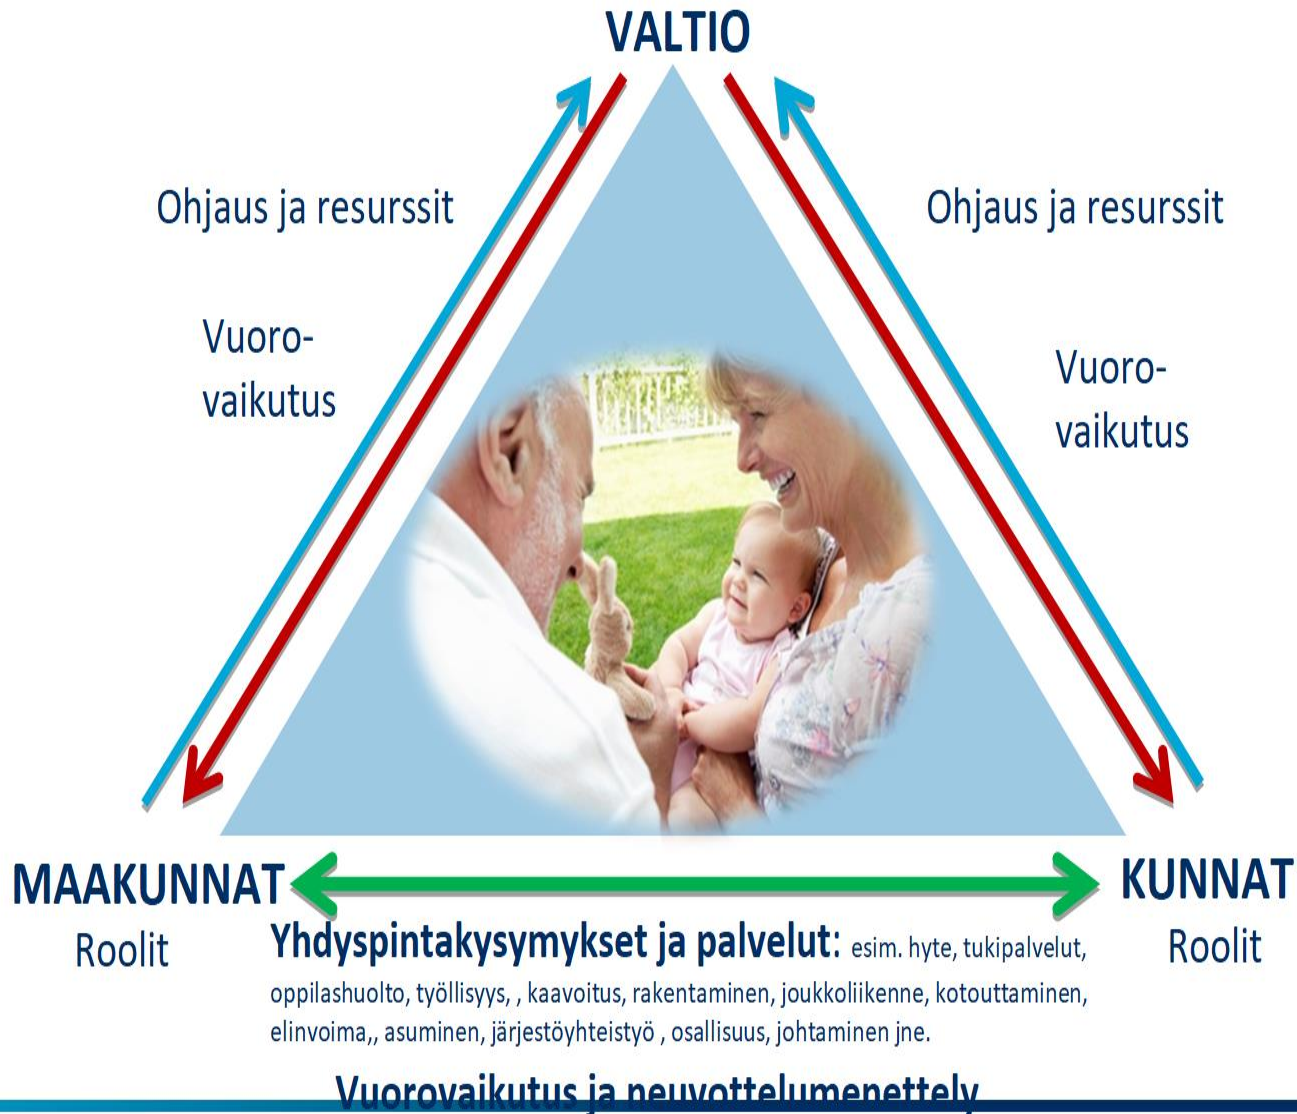 VALTIO
Ohjaus ja resurssit
Ohjaus ja resurssit
Vuoro-
vaikutus
Vuoro-
vaikutus
MAAKUNNAT
KUNNAT
Roolit
Roolit
Yhdyspintakysymykset ja palvelut: esim. hyte, tukipalvelut,
oppilashuolto, työllisyys, , kaavoitus, rakentaminen, joukkoliikenne, kotouttaminen,
elinvoima,, asuminen, järjestöyhteistyö , osallisuus, johtaminen jne.
Vuorovaikutus ja neuvottelumenettely